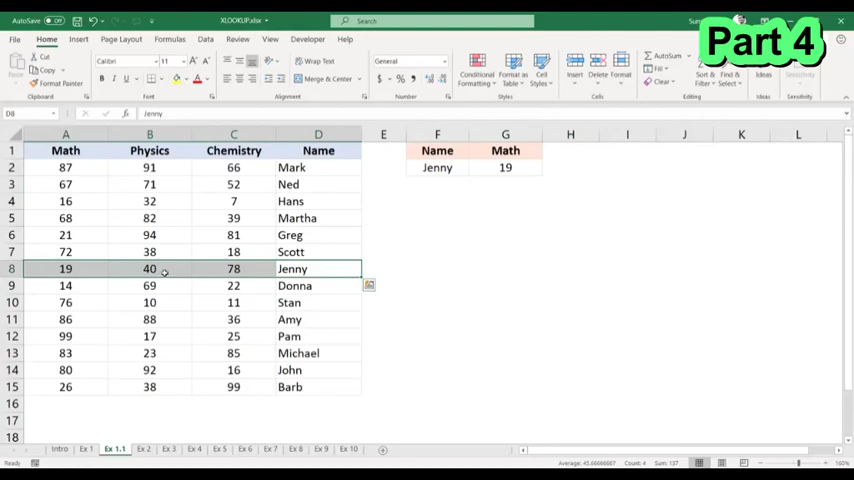 AutoSave Off XLOOKUP.xlsx Search
Part 4
File Home Insert Page Layout Formulas Data Review View Developer Help
Cut
Copy
Format Painter
Paste
Calibri 11
B I U
Wrap Text
Merge & Center
General
Conditional Formatting
Format as Table
Cell Styles
Insert Delete
AutoSum
Fill
Clear
Sort & Filter
Find & Select
Ideas
Sensitivity
Clipboard Font Alignment Number Styles Cells Editing Ideas
D8 fx Jenny
A B C D E F G H I J K L
1 Math Physics Chemistry Name Name Math
2 87 91 66 Mark Jenny 19
3 67 71 52 Ned
4 16 32 7 Hans
5 68 82 39 Martha
6 21 94 81 Greg
7 72 38 18 Scott
8 19 40 78 Jenny
9 14 69 22 Donna
10 76 10 11 Stan
11 86 88 36 Amy
12 99 17 25 Pam
13 83 23 85 Michael
14 80 92 16 John
15 26 38 99 Barb
16
17
18
Intro Ex 1 Ex 1.1 Ex 2 Ex 3 Ex 4 Ex 5 Ex 6 Ex 7 Ex 8 Ex 9 Ex 10
Ready Average: 45.66666667 Count: 4 Sum: 137 160%